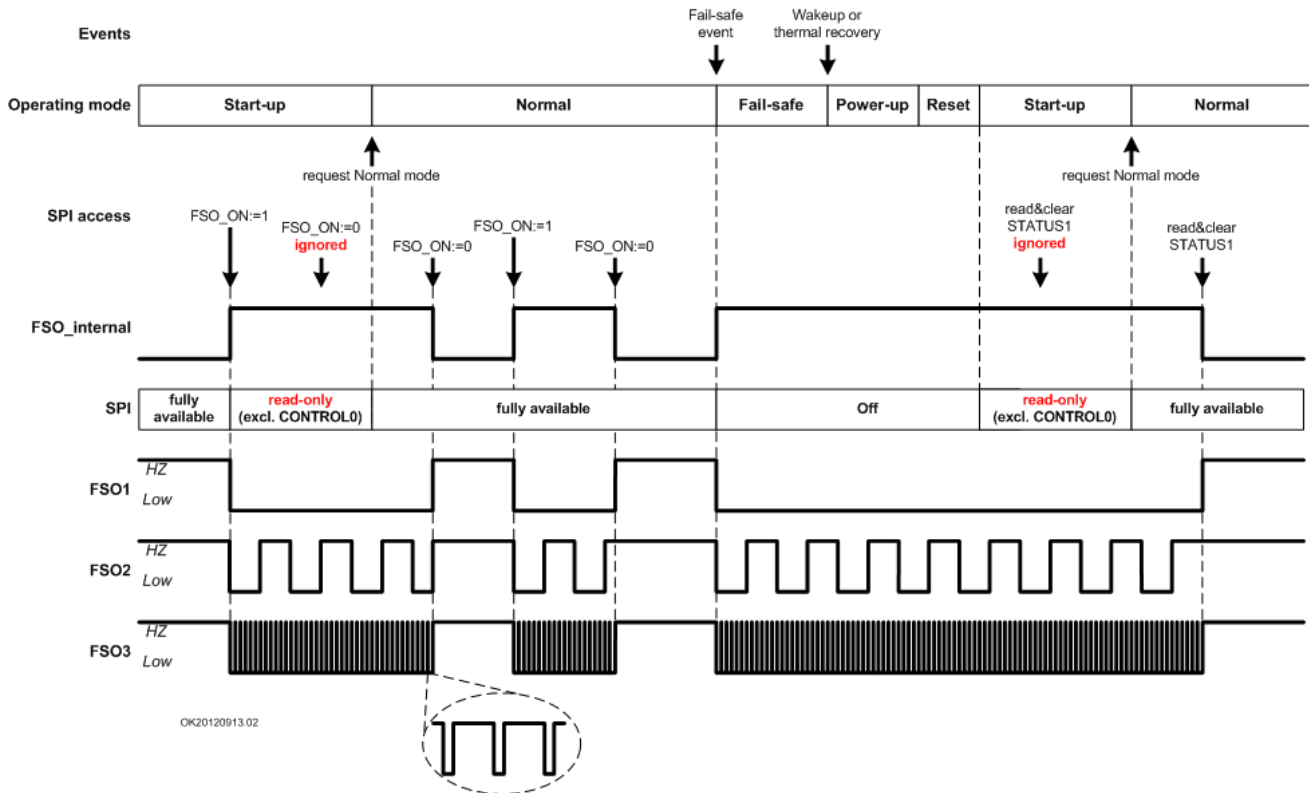 Events
Fail-safe
event
Wakeup or
thermal recovery
Operating mode
Start-up
Normal
Fail-safe
Power-up
Reset
Start-up
Normal
request Normal mode
request Normal mode
SPI access
FSO_ON:=1
FSO_ON:=0
ignored
FSO_ON:=0
FSO_ON:=1
FSO_ON:=0
read&clear
STATUS1
ignored
read&clear
STATUS1
FSO_internal
SPI
fully
available
read-only
(excl. CONTROL0)
fully available
Off
read-only
(excl. CONTROL0)
fully available
HZ
FSO1
Low
HZ
FSO2
Low
HZ
FSO3
Low
OK20120913.02